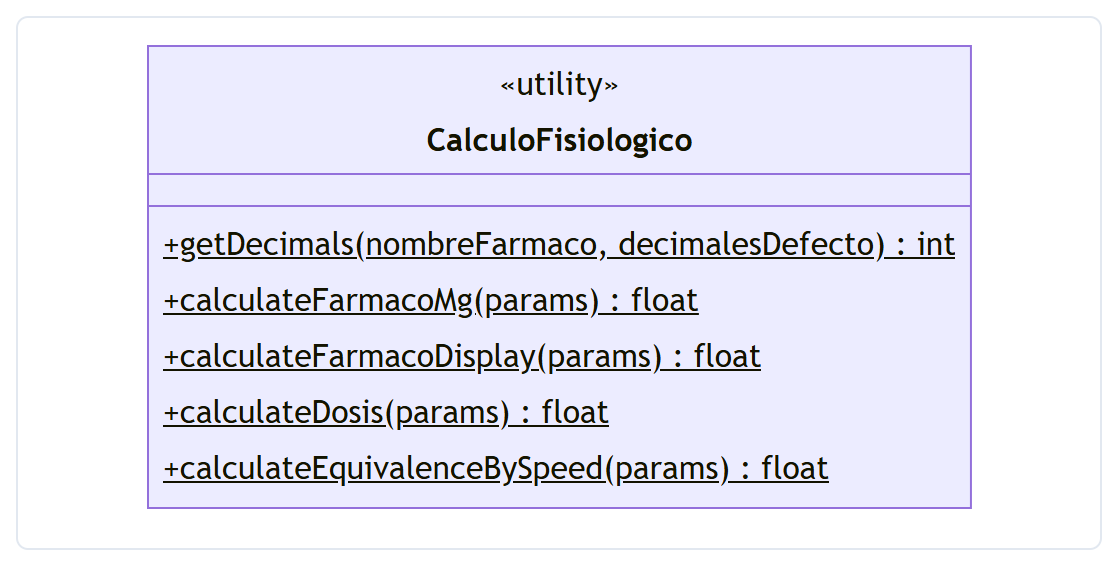 «utility»
CalculoFisiologico
+getDecimals(nombreFarmaco, decimalesDefecto) : int
+calculateFarmacoMg(params) : float
+calculateFarmacoDisplay(params) : float
+calculateDosis(params) : float
+calculateEquivalenceBySpeed(params) : float